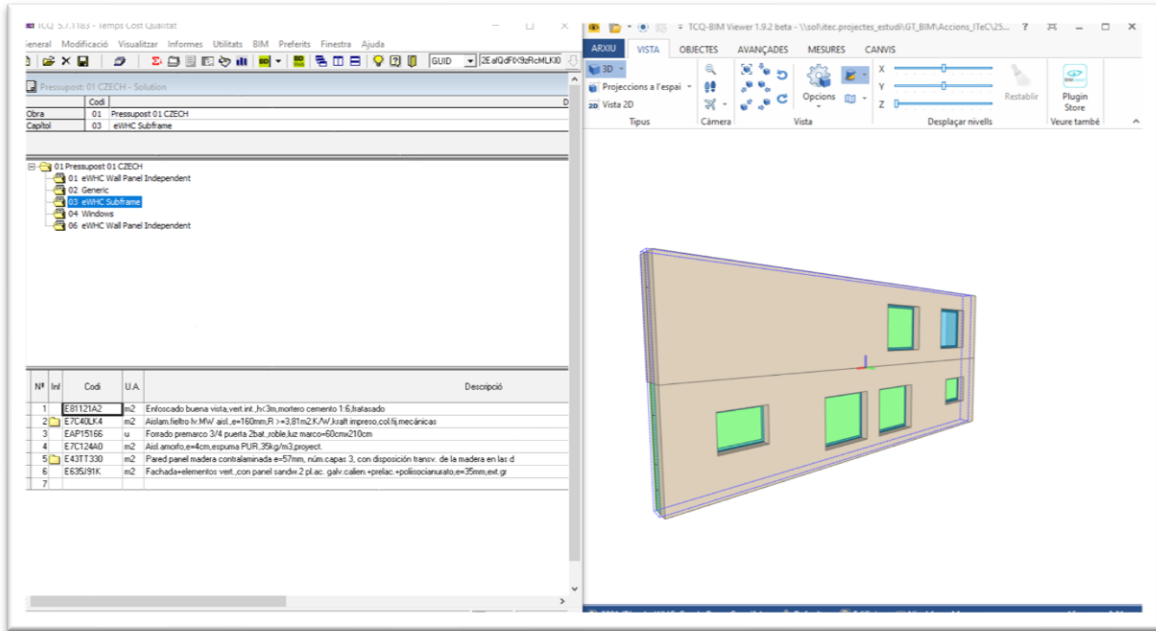 TCQ 5.7.1183 - Temps Cost Qualitat
eneral Modificació Visualitzar Informes Utilitats BIM Preferits Finestra Ajuda
GUID
Pressupost: 01 CZECH - Solution
Codi D
Obra 01 Pressupost 01 CZECH
Capítol 03 eWHC Subframe
01 Pressupost 01 CZECH
01 eWHC Wall Panel Independent
02 Generic
03 eWHC Subframe
04 Windows
06 eWHC Wall Panel Independent
Nº Inf Codi U.A. Descripció
1 E81121A2 m2 Enfoscado buena vista,vert.int.,h<3m,mortero cemento 1:6,fratasado
2 E7C40LK4 m2 Aislam.fieltro lv.MW aisl.,e=160mm,R >=3,81m2.K/W,kraft impreso,col.fij.mecánicas
3 EAP15166 u Forrado premarco 3/4 puerta 2bat.,roble,luz marco=60cmx210cm
4 E7C124A0 m2 Aisl.amorfo,e=4cm,espuma PUR,35kg/m3,proyect.
5 E43TT330 m2 Pared panel madera contralaminada e=57mm, núm.capas 3, con disposición transv. de la madera en las d
6 E635J91K m2 Fachada+elementos vert.,con panel sandw.2 pl.ac. galv.calien.+prelac.+poliisocianurato,e=35mm,ext.gr
7
TCQ-BIM Viewer 1.9.2 beta - \\sol\itec.projectes_estudi\GT_BIM\Accions_ITeC\25...
ARXIU VISTA OBJECTES AVANÇADES MESURES CANVIS
3D
Projeccions a l'espai
2D Vista 2D
Tipus
Càmera
Opcions
Vista
X
Y
Z
Restablir
Desplaçar nivells
Plugin
Store
Veure també